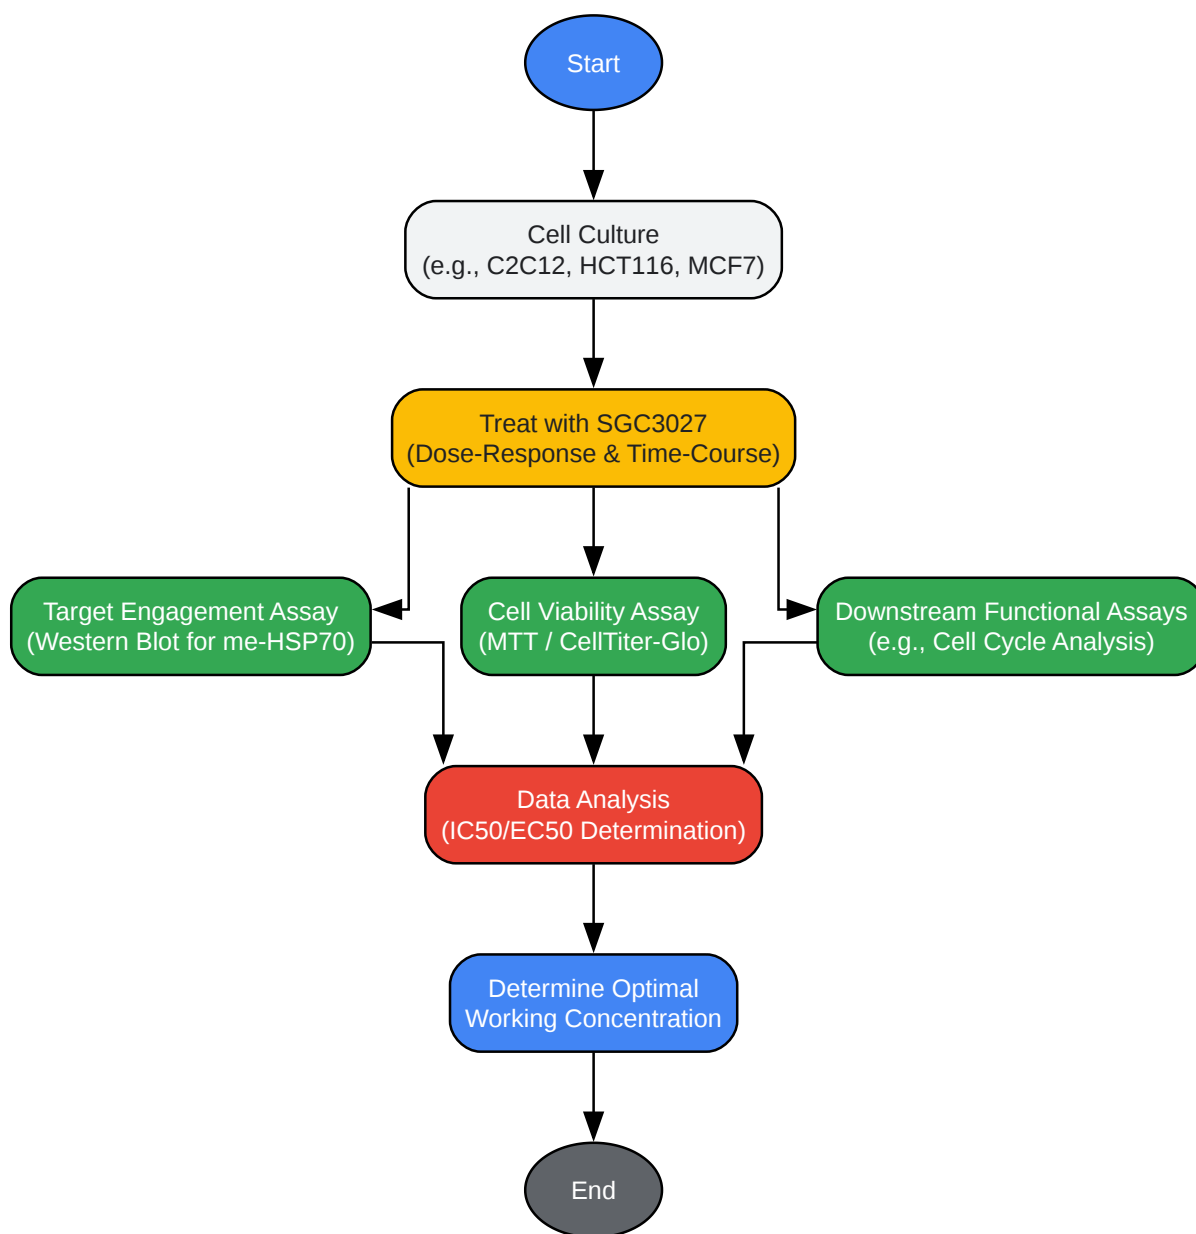 Start
Cell Culture
(e.g., C2C12, HCT116, MCF7)
Treat with SGC3027
(Dose-Response & Time-Course)
Target Engagement Assay
(Western Blot for me-HSP70)
Cell Viability Assay
(MTT / CellTiter-Glo)
Downstream Functional Assays
(e.g., Cell Cycle Analysis)
Data Analysis
(IC50/EC50 Determination)
Determine Optimal
Working Concentration
End